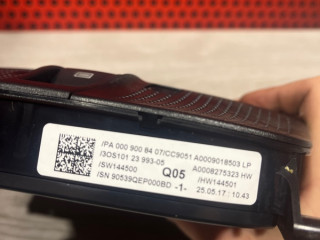 /PA 000 900 84 07/CC9051 A0009018503 LP
/3OS101 23 993-05 A0008275323 HW
/SW144500 Q05 /HW144501
/SN 90539QEP000BD -1- 25.05.17 : 10.43